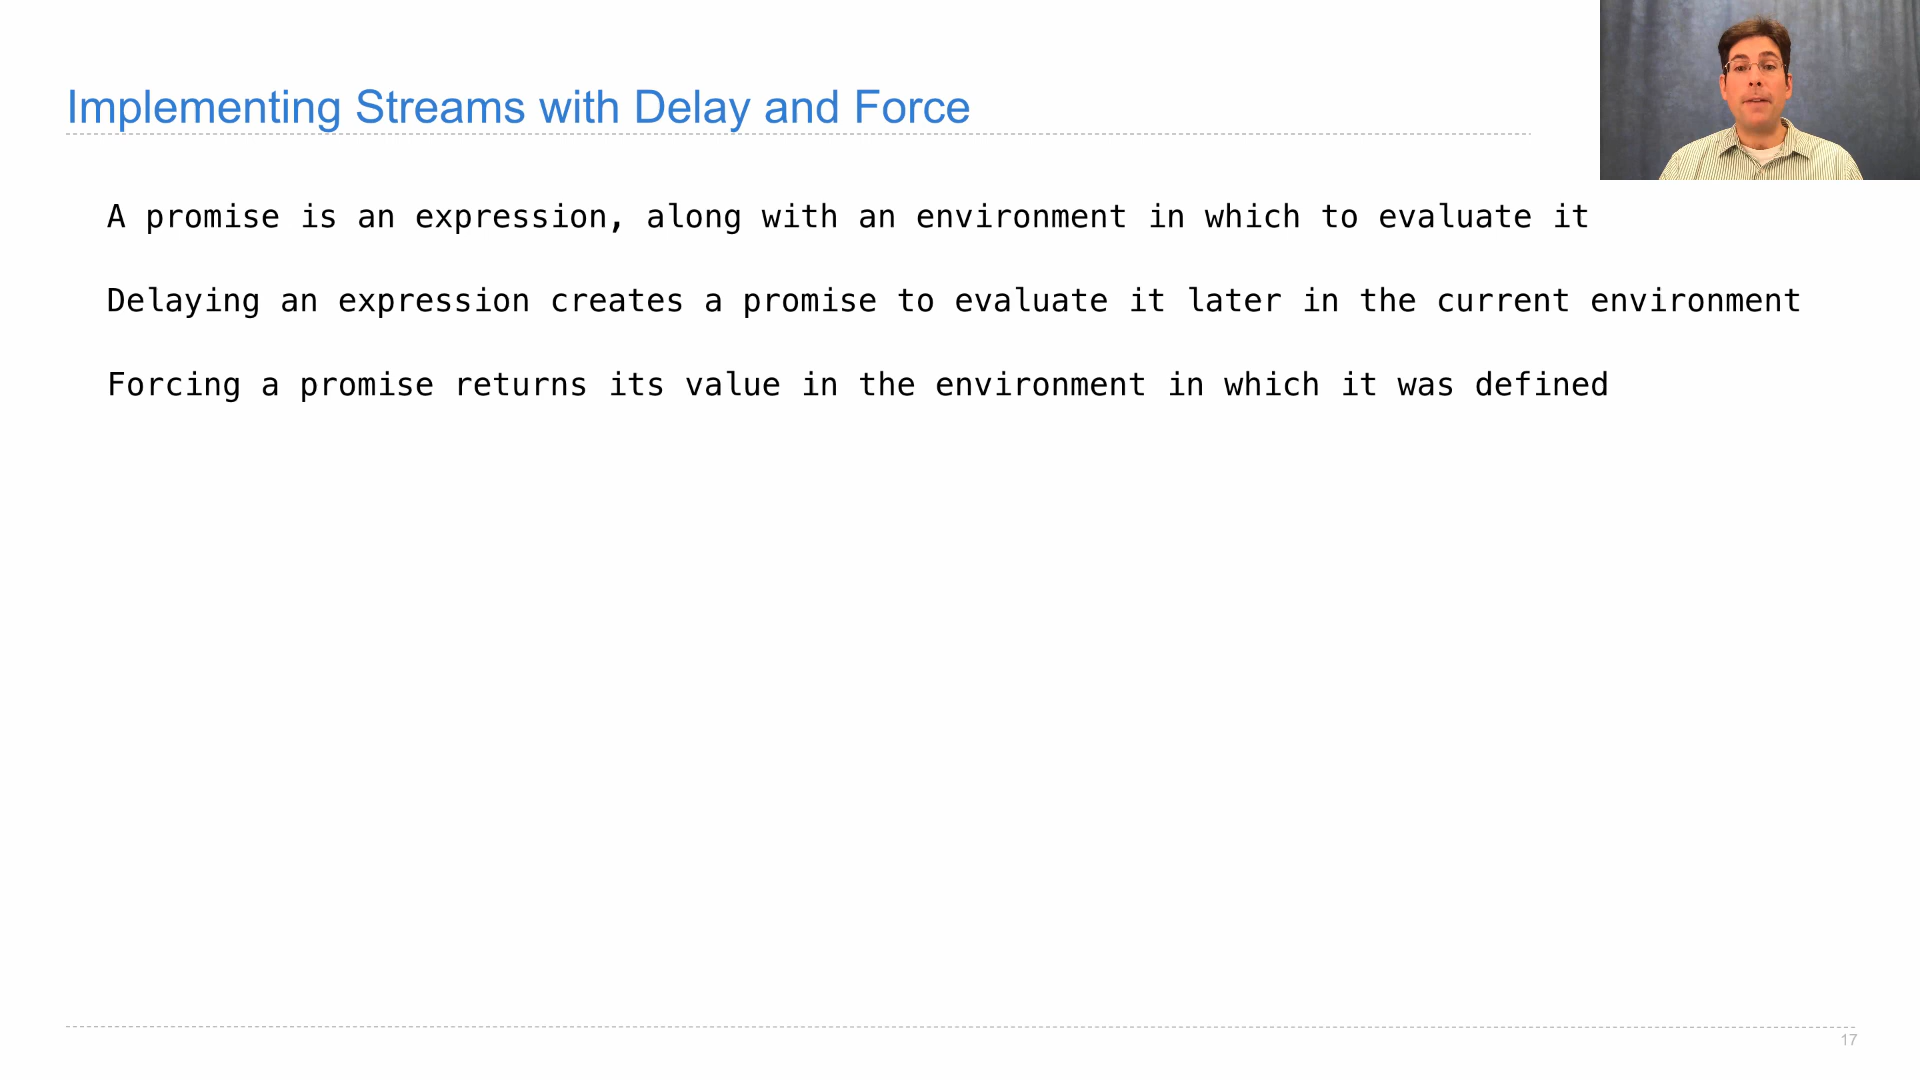 Implementing Streams with Delay and Force
A promise is an expression, along with an environment in which to evaluate it
Delaying an expression creates a promise to evaluate it later in the current environment
Forcing a promise returns its value in the environment in which it was defined
17